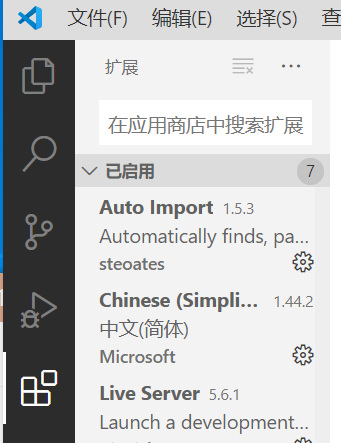 文件(F) 编辑(E) 选择(S) 查
扩展
在应用商店中搜索扩展
已启用 7
Auto Import 1.5.3
Automatically finds, pa...
steoates
Chinese (Simpli... 1.44.2
中文(简体)
Microsoft
Live Server 5.6.1
Launch a development...